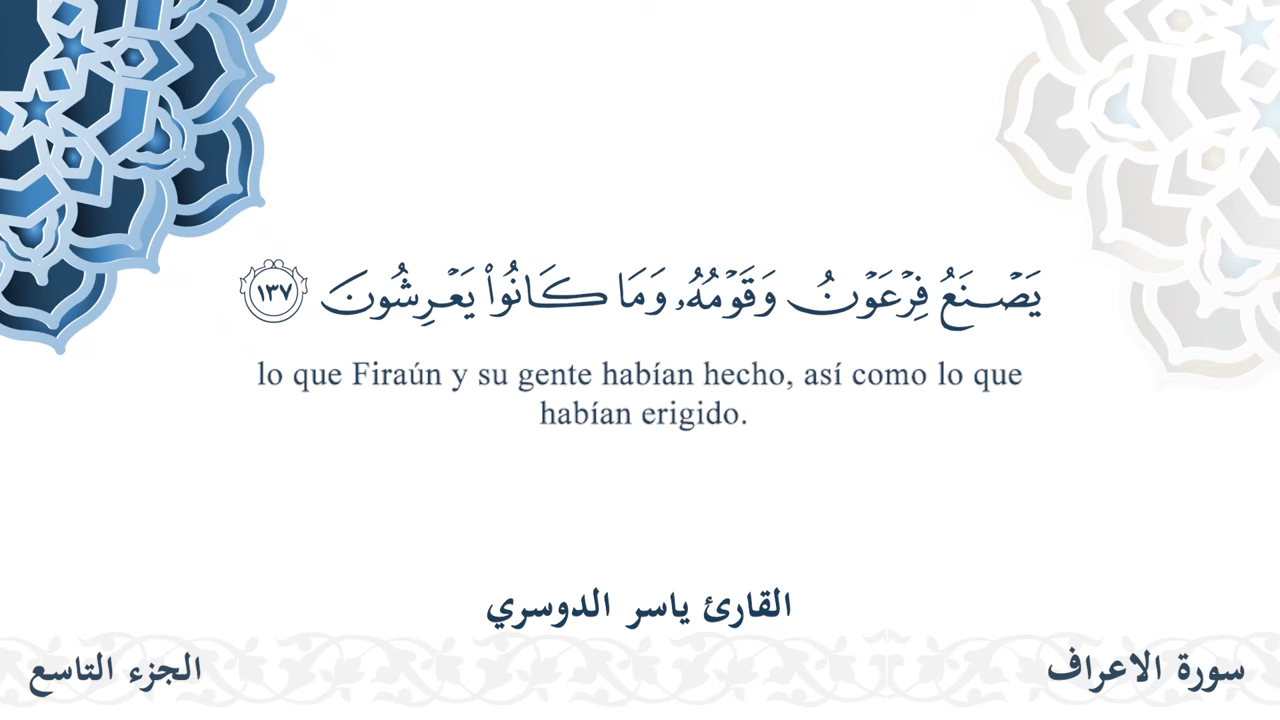 يَصۡنَعُ فِرۡعَوۡنُ وَقَوۡمُهُۥ وَمَا كَانُواْ يَعۡرِشُونَ ١٣٧
lo que Firaún y su gente habían hecho, así como lo que
habían erigido.
القارئ ياسر الدوسري
سورة الاعراف
الجزء التاسع